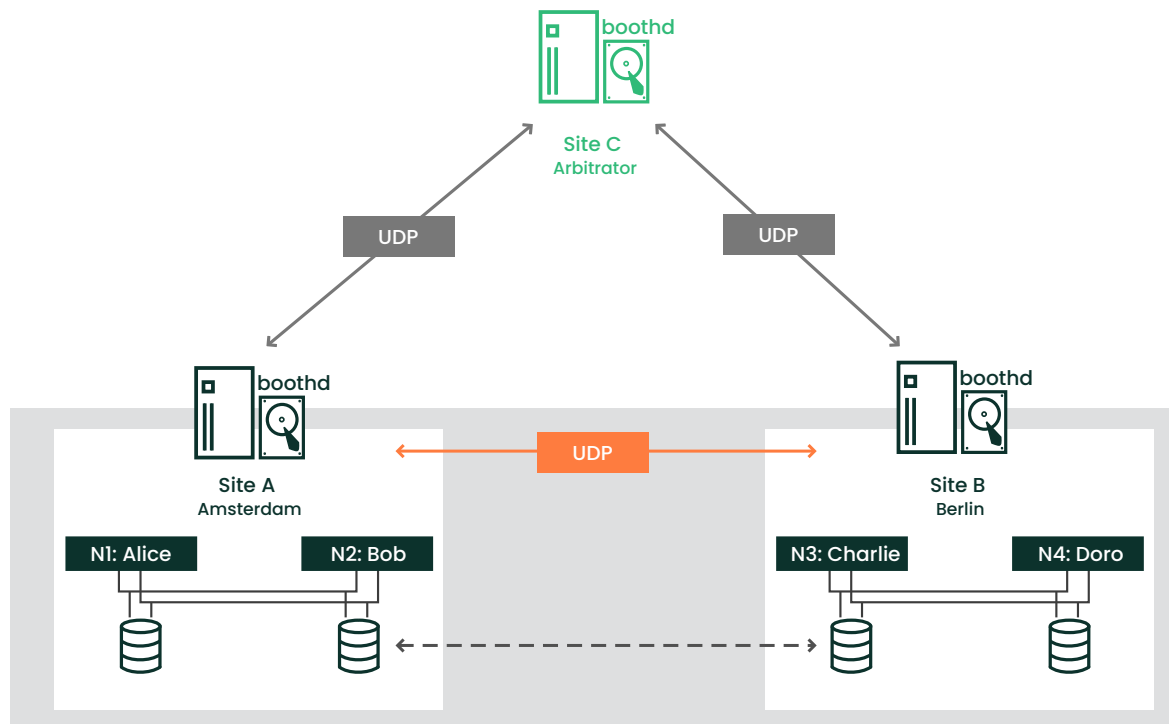 boothd
Site C
Arbitrator
UDP
UDP
boothd
boothd
UDP
Site A
Amsterdam
Site B
Berlin
N1: Alice
N2: Bob
N3: Charlie
N4: Doro